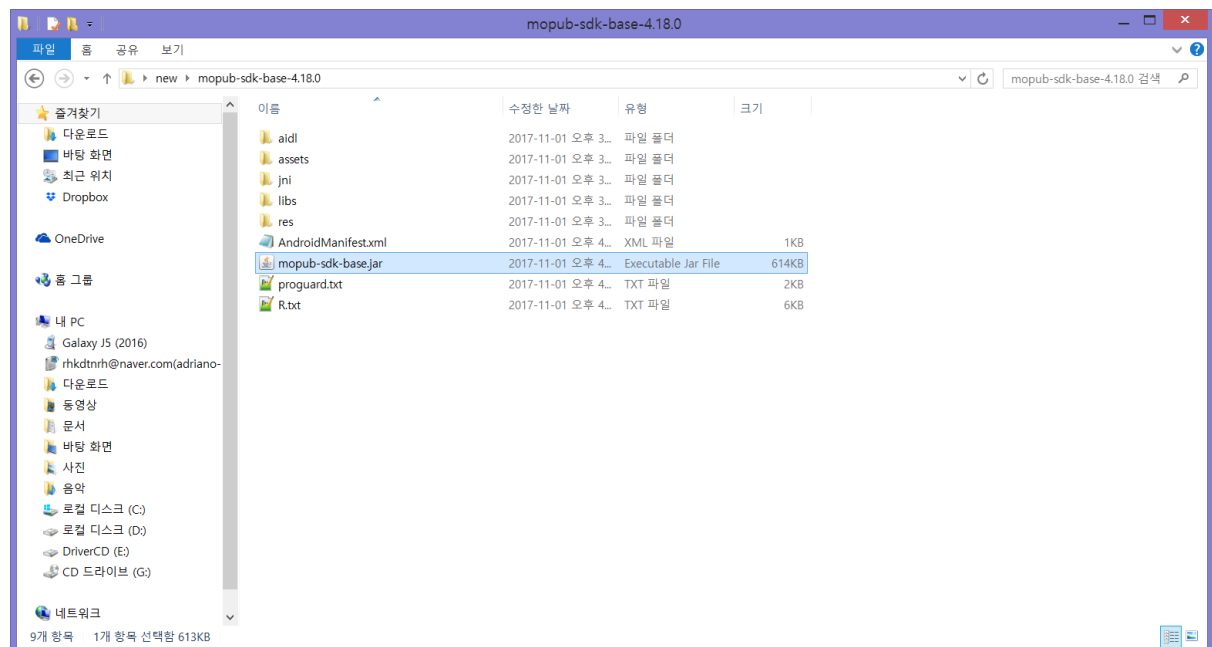 mopub-sdk-base-4.18.0
파일 홈 공유 보기
new mopub-sdk-base-4.18.0 mopub-sdk-base-4.18.0 검색
이름 수정한 날짜 유형 크기
즐겨찾기
다운로드
바탕 화면
최근 위치
Dropbox
OneDrive
홈 그룹
내 PC
Galaxy J5 (2016)
rhkdtnrh@naver.com(adriano-
다운로드
동영상
문서
바탕 화면
사진
음악
로컬 디스크 (C:)
로컬 디스크 (D:)
DriverCD (E:)
CD 드라이브 (G:)
네트워크
aidl 2017-11-01 오후 3... 파일 폴더
assets 2017-11-01 오후 3... 파일 폴더
jni 2017-11-01 오후 3... 파일 폴더
libs 2017-11-01 오후 3... 파일 폴더
res 2017-11-01 오후 3... 파일 폴더
AndroidManifest.xml 2017-11-01 오후 4... XML 파일 1KB
mopub-sdk-base.jar 2017-11-01 오후 4... Executable Jar File 614KB
proguard.txt 2017-11-01 오후 4... TXT 파일 2KB
R.txt 2017-11-01 오후 4... TXT 파일 6KB
9개 항목 1개 항목 선택함 613KB